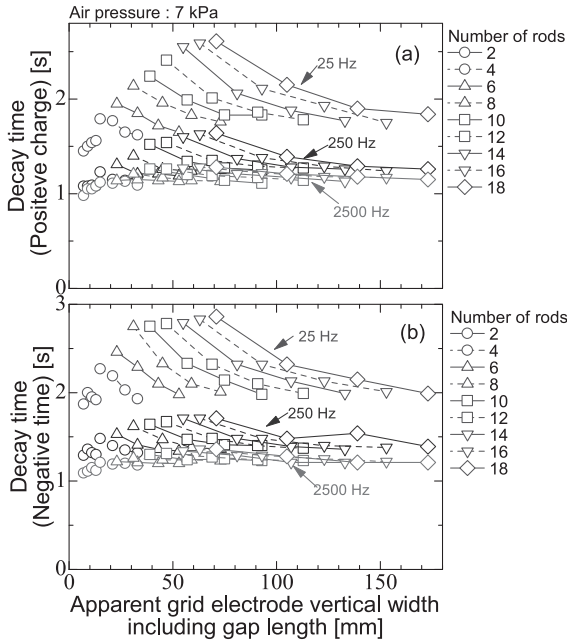 Air pressure : 7 kPa
Number of rods
2
4
6
8
10
12
14
16
18
(a)
25 Hz
250 Hz
2500 Hz
2
1
0
Decay time
(Positeve charge) [s]
Number of rods
2
4
6
8
10
12
14
16
18
(b)
25 Hz
250 Hz
2500 Hz
3
2
1
0
Decay time
(Negative time) [s]
0 50 100 150
Apparent grid electrode vertical width
including gap length [mm]